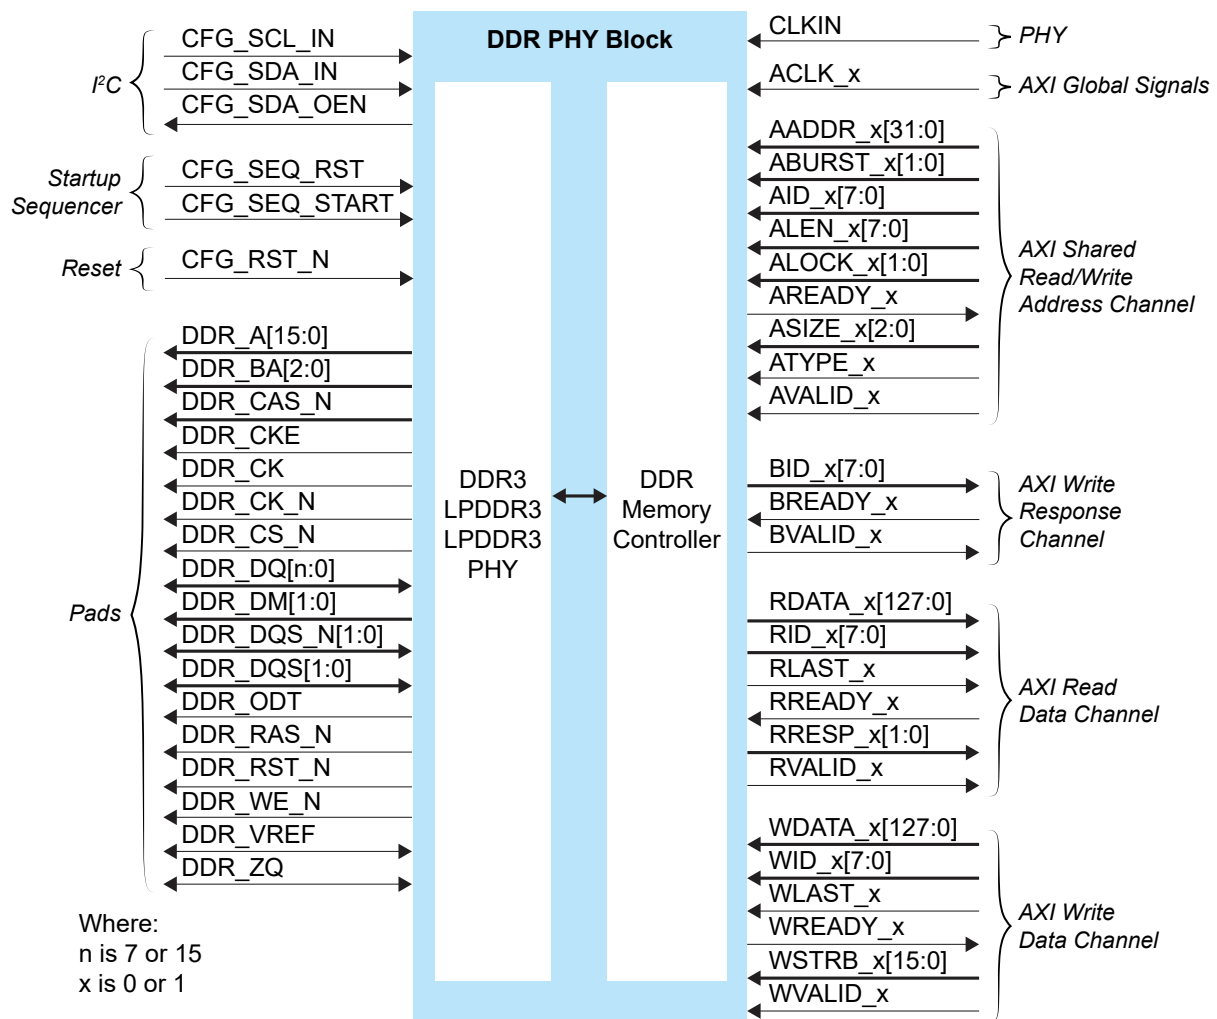 DDR PHY Block
I²C
CFG_SCL_IN
CFG_SDA_IN
CFG_SDA_OEN
Startup
Sequencer
CFG_SEQ_RST
CFG_SEQ_START
Reset
CFG_RST_N
Pads
DDR_A[15:0]
DDR_BA[2:0]
DDR_CAS_N
DDR_CKE
DDR_CK
DDR_CK_N
DDR_CS_N
DDR_DQ[n:0]
DDR_DM[1:0]
DDR_DQS_N[1:0]
DDR_DQS[1:0]
DDR_ODT
DDR_RAS_N
DDR_RST_N
DDR_WE_N
DDR_VREF
DDR_ZQ
Where:
n is 7 or 15
x is 0 or 1
DDR3
LPDDR3
LPDDR3
PHY
DDR
Memory
Controller
CLKIN
PHY
ACLK_x
AXI Global Signals
AADDR_x[31:0]
ABURST_x[1:0]
AID_x[7:0]
ALEN_x[7:0]
ALOCK_x[1:0]
AREADY_x
ASIZE_x[2:0]
ATYPE_x
AVALID_x
AXI Shared
Read/Write
Address Channel
BID_x[7:0]
BREADY_x
BVALID_x
AXI Write
Response
Channel
RDATA_x[127:0]
RID_x[7:0]
RLAST_x
RREADY_x
RRESP_x[1:0]
RVALID_x
AXI Read
Data Channel
WDATA_x[127:0]
WID_x[7:0]
WLAST_x
WREADY_x
WSTRB_x[15:0]
WVALID_x
AXI Write
Data Channel